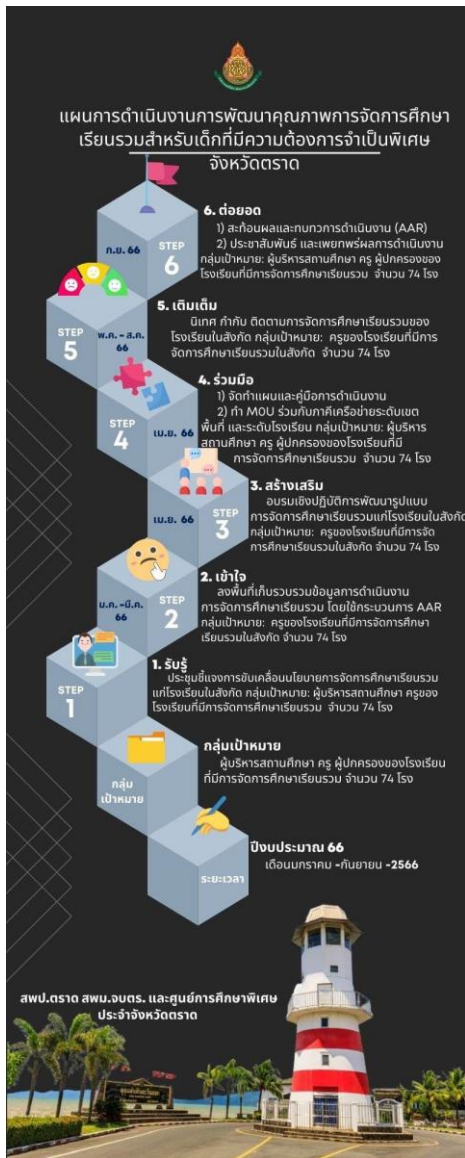 แผนการดำเนินงานการพัฒนาคุณภาพการจัดการศึกษา
เรียนรวมสำหรับเด็กที่มีความต้องการจำเป็นพิเศษ
จังหวัดตราด
6. ต่อยอด
1) สะท้อนผลและทบทวการดำเนินงาน (AAR)
2) ประชาสัมพันธ์ และเผยแพร่ผลการดำเนินงาน
กลุ่มเป้าหมาย: ผู้บริหารสถานศึกษา ครู ผู้ปกครองของ
โรงเรียนที่มีการจัดการศึกษาเรียนรวม จำนวน 74 โรง
ก.ย. 66
STEP
6
5. เติมเต็ม
นิเทศ กำกับ ติดตามการจัดการศึกษาเรียนรวมของ
โรงเรียนในสังกัด กลุ่มเป้าหมาย: ครูของโรงเรียนที่มีการ
จัดการศึกษาเรียนรวมในสังกัด จำนวน 74 โรง
STEP
5
พ.ค. - ส.ค.
66
4. ร่วมมือ
1) จัดทำแผนและคู่มือการดำเนินงาน
2) ทำ MOU ร่วมกับภาคีเครือข่ายระดับเขต
พื้นที่ และระดับโรงเรียน กลุ่มเป้าหมาย: ผู้บริหาร
สถานศึกษา ครู ผู้ปกครองของโรงเรียนที่มี
การจัดการศึกษาเรียนรวม จำนวน 74 โรง
STEP
4
เม.ย. 66
3. สร้างเสริม
อบรมเชิงปฏิบัติการพัฒนารูปแบบ
การจัดการศึกษาเรียนรวมแก่โรงเรียนในสังกัด
กลุ่มเป้าหมาย: ครูของโรงเรียนที่มีการจัด
การศึกษาเรียนรวมในสังกัด จำนวน 74 โรง
เม.ย. 66
STEP
3
2. เข้าใจ
ลงพื้นที่เก็บรวบรวมข้อมูลการดำเนินงาน
การจัดการศึกษาเรียนรวม โดยใช้กระบวนการ AAR
กลุ่มเป้าหมาย: ครูของโรงเรียนที่มีการจัดการศึกษา
เรียนรวมในสังกัด จำนวน 74 โรง
ม.ค. -มี.ค.
66
STEP
2
1. รับรู้
ประชุมชี้แจงการขับเคลื่อนนโยบายการจัดการศึกษาเรียนรวม
แก่โรงเรียนในสังกัด กลุ่มเป้าหมาย: ผู้บริหารสถานศึกษา ครูของ
โรงเรียนที่มีการจัดการศึกษาเรียนรวม จำนวน 74 โรง
STEP
1
กลุ่มเป้าหมาย
ผู้บริหารสถานศึกษา ครู ผู้ปกครองของโรงเรียน
ที่มีการจัดการศึกษาเรียนรวม จำนวน 74 โรง
กลุ่ม
เป้าหมาย
ปีงบประมาณ 66
เดือนมกราคม -กันยายน -2566
ระยะเวลา
สพป.ตราด สพม.จบตร. และศูนย์การศึกษาพิเศษ
ประจำจังหวัดตราด